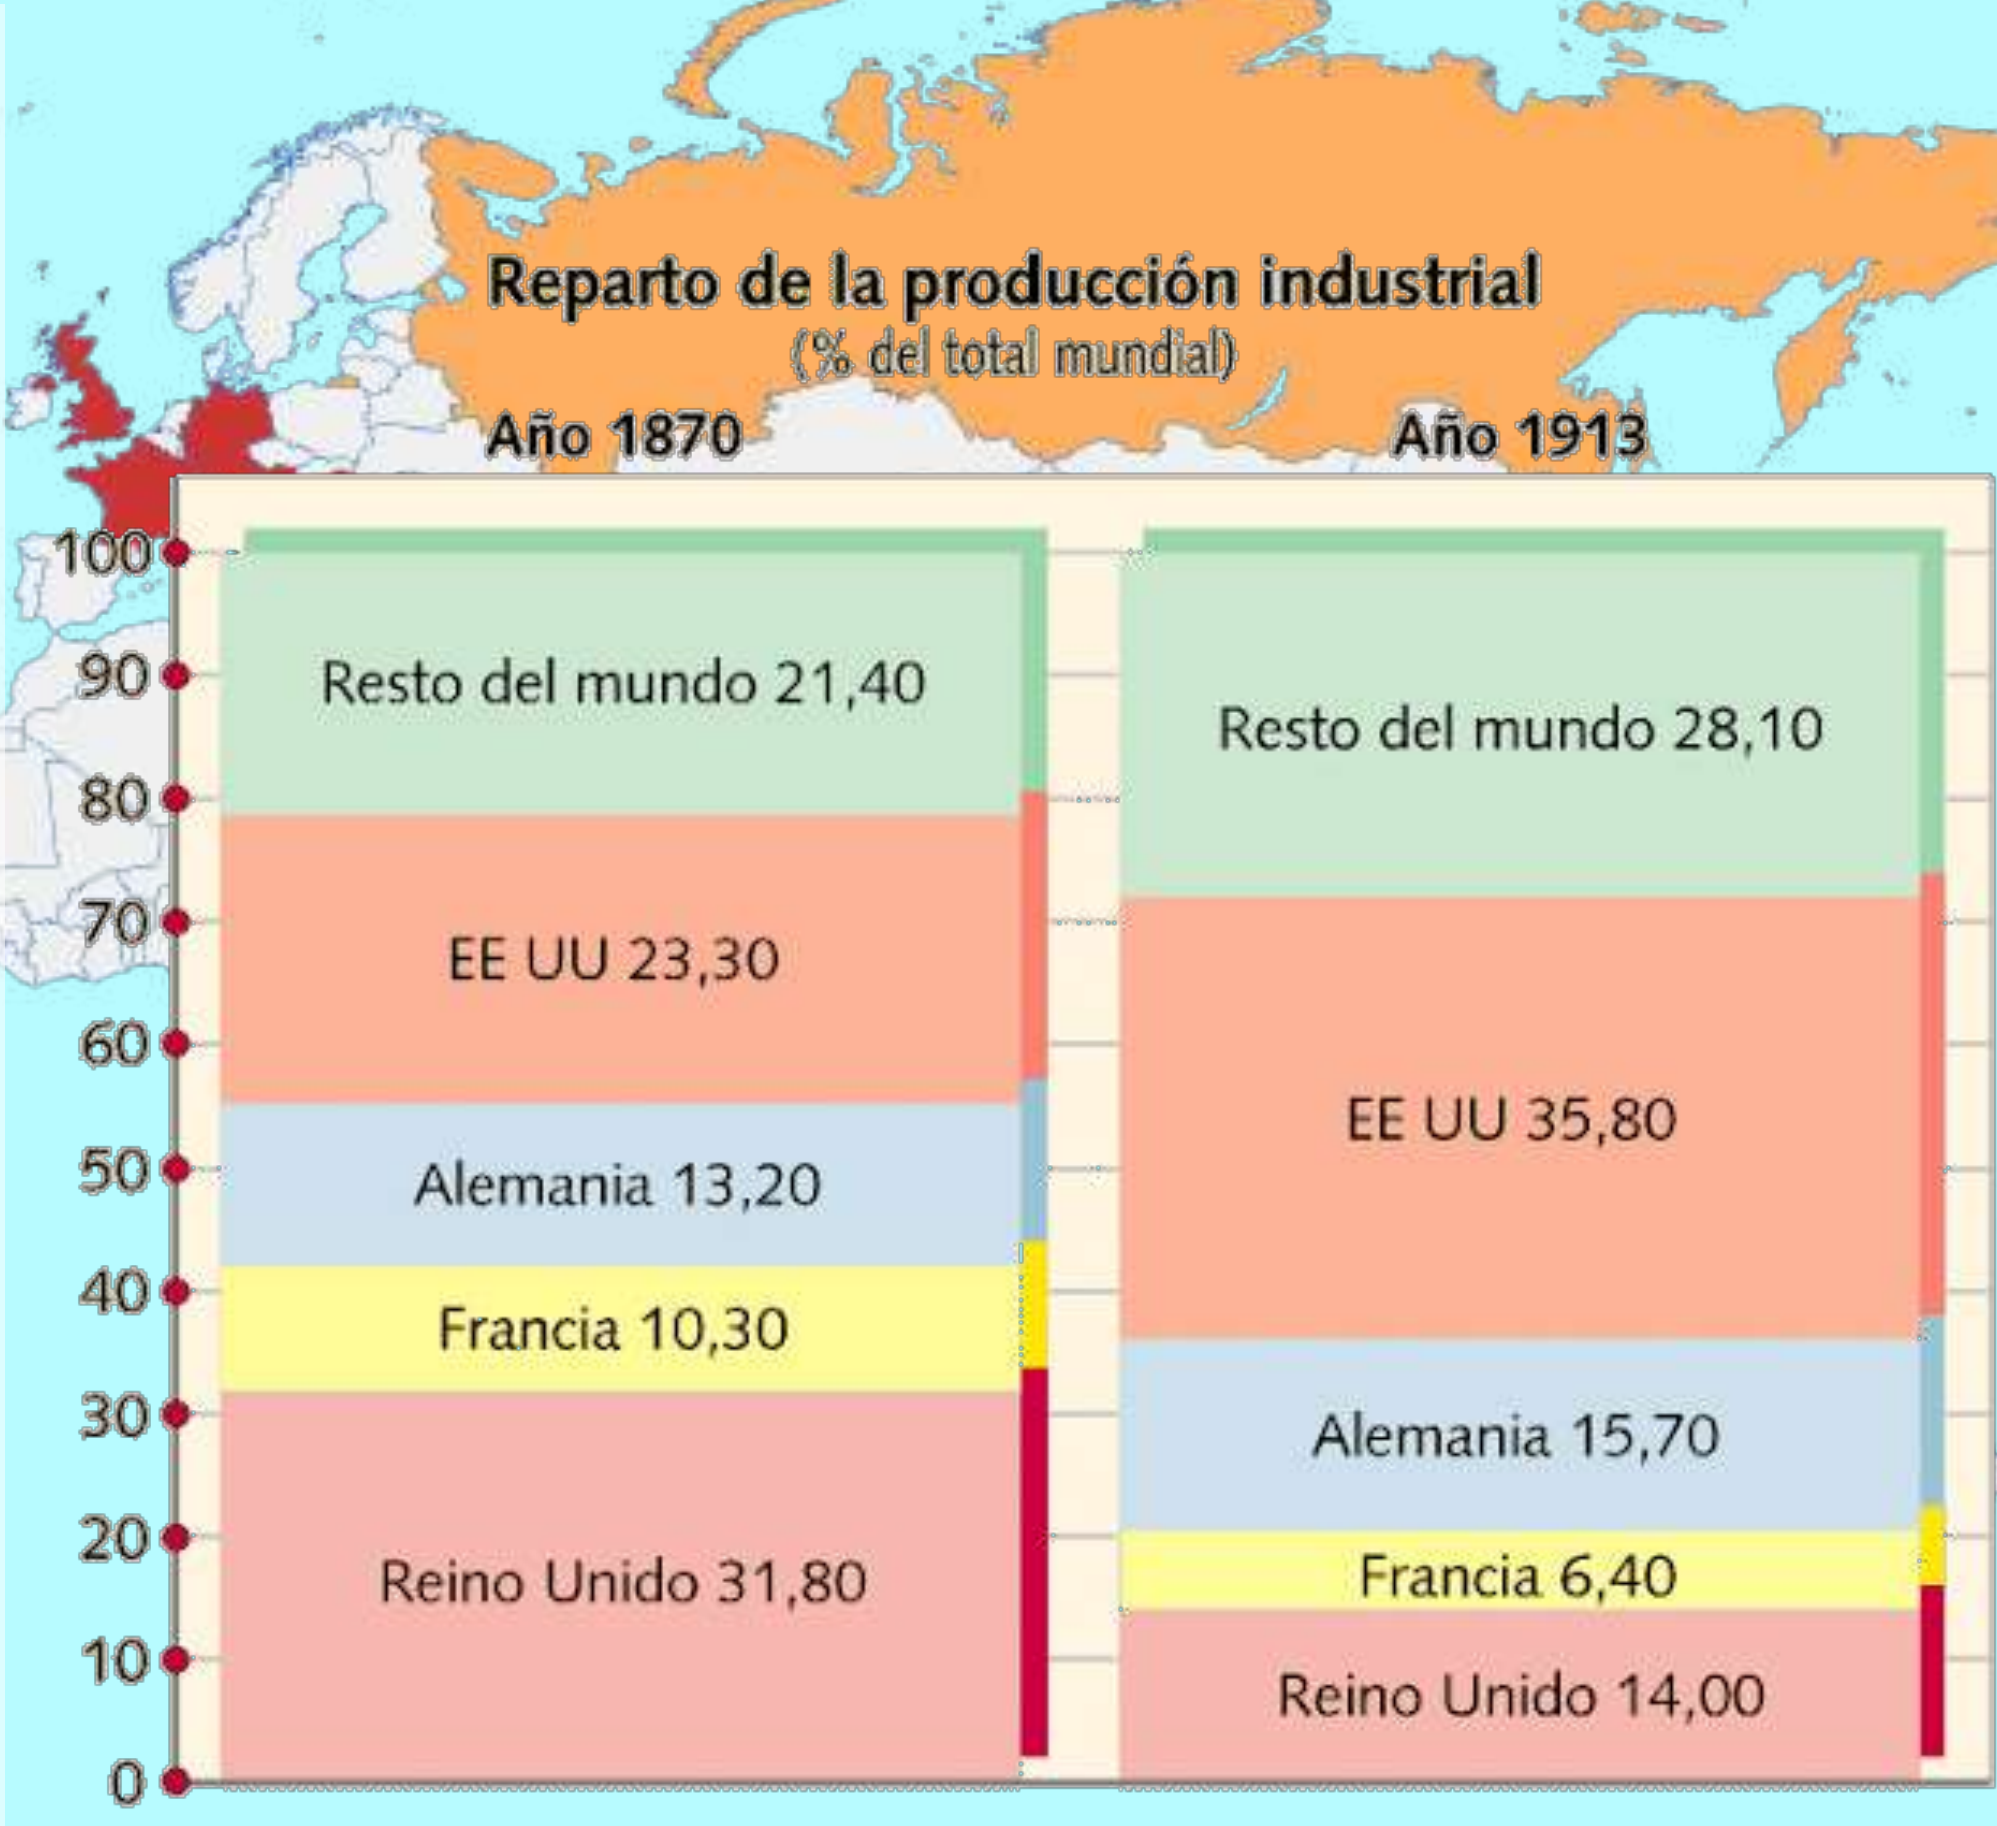 Reparto de la producción industrial
(% del total mundial)
Año 1870
Año 1913
100
90
80
70
60
50
40
30
20
10
0
Resto del mundo 21,40
EE UU 23,30
Alemania 13,20
Francia 10,30
Reino Unido 31,80
Resto del mundo 28,10
EE UU 35,80
Alemania 15,70
Francia 6,40
Reino Unido 14,00